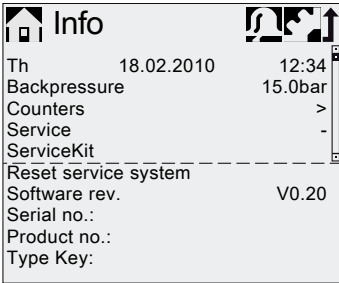 Info
Th 18.02.2010 12:34
Backpressure 15.0bar
Counters >
Service -
ServiceKit
Reset service system
Software rev. V0.20
Serial no.:
Product no.:
Type Key: